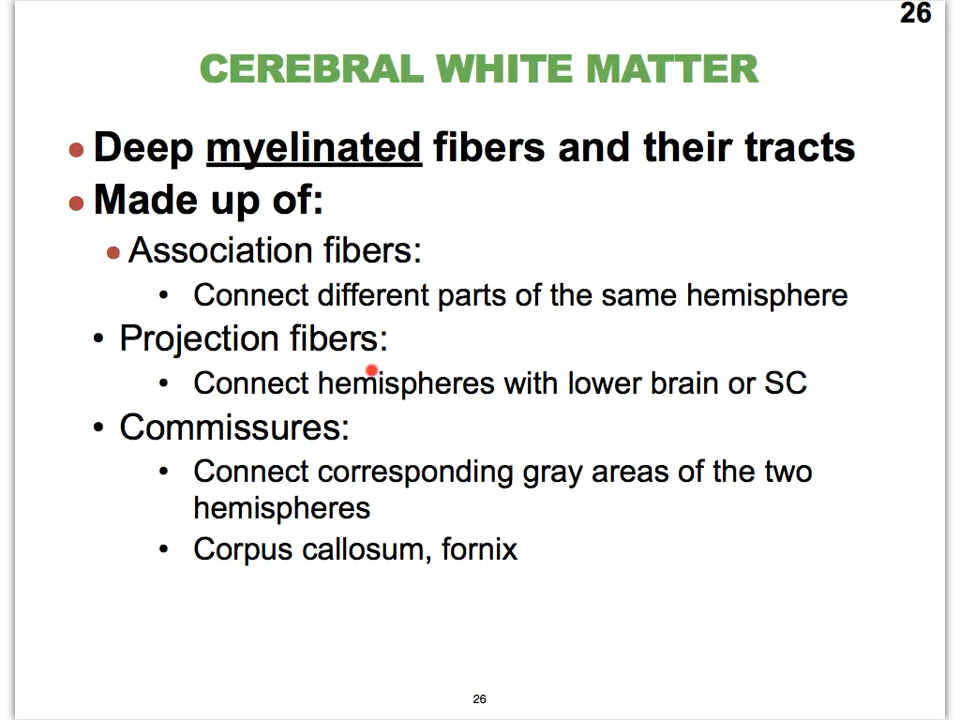 26
CEREBRAL WHITE MATTER
• Deep myelinated fibers and their tracts
• Made up of:
• Association fibers:
• Connect different parts of the same hemisphere
• Projection fibers:
• Connect hemispheres with lower brain or SC
• Commissures:
• Connect corresponding gray areas of the two
hemispheres
• Corpus callosum, fornix
26